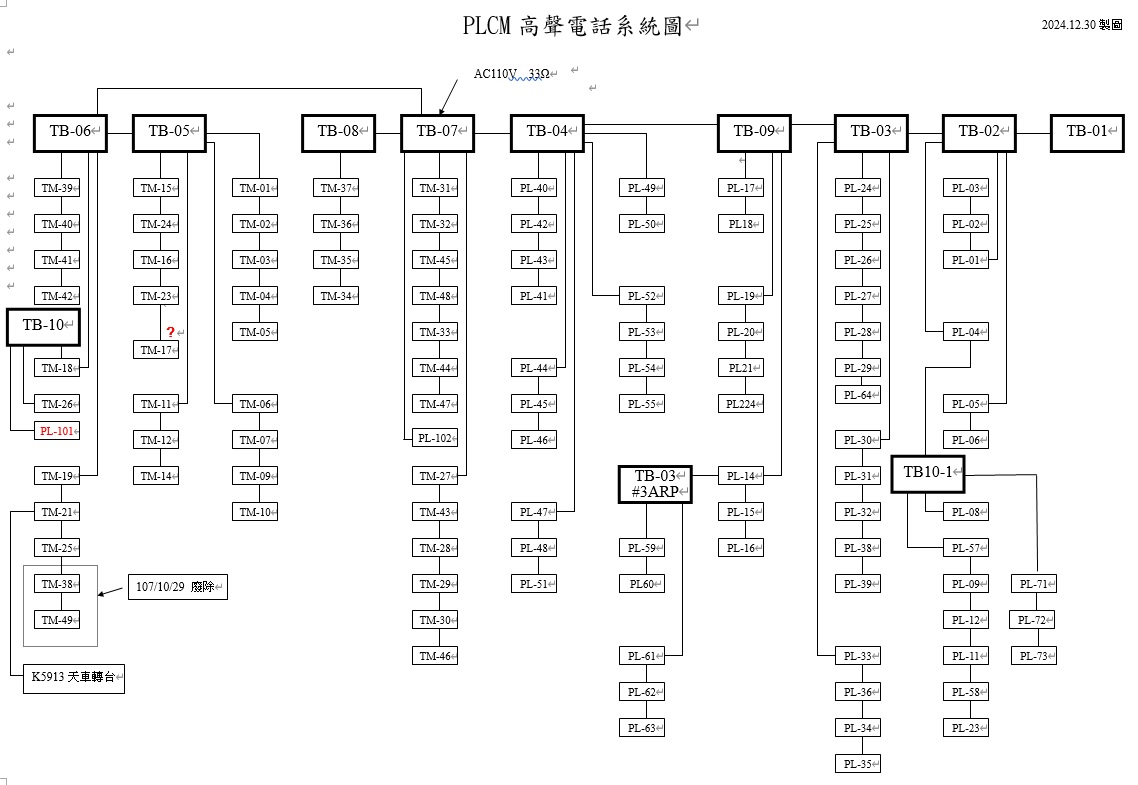 PLCM 高聲電話系統圖
2024.12.30 製圖
AC110V 33Ω
TB-06
TB-05
TB-08
TB-07
TB-04
TB-09
TB-03
TB-02
TB-01
TM-39
TM-15
TM-01
TM-37
TM-31
PL-40
PL-49
PL-17
PL-24
PL-03
TM-40
TM-24
TM-02
TM-36
TM-32
PL-42
PL-50
PL18
PL-25
PL-02
TM-41
TM-16
TM-03
TM-35
TM-45
PL-43
PL-26
PL-01
TM-42
TM-23
TM-04
TM-34
TM-48
PL-41
PL-52
PL-19
PL-27
TB-10
?
TM-05
TM-33
PL-53
PL-20
PL-28
PL-04
TM-17
TM-18
TM-44
PL-44
PL-54
PL21
PL-29
PL-64
TM-26
TM-11
TM-06
TM-47
PL-45
PL-55
PL224
PL-05
PL-101
TM-12
TM-07
PL-102
PL-46
PL-30
PL-06
TM-19
TM-14
TM-09
TM-27
TB-03
#3ARP
PL-14
PL-31
TB10-1
TM-21
TM-10
TM-43
PL-47
PL-15
PL-32
PL-08
TM-25
TM-28
PL-48
PL-59
PL-16
PL-38
PL-57
TM-38
107/10/29 廢除
TM-29
PL-51
PL60
PL-39
PL-09
PL-71
TM-49
TM-30
PL-12
PL-72
TM-46
PL-61
PL-33
PL-11
PL-73
K5913 天車轉台
PL-62
PL-36
PL-58
PL-63
PL-34
PL-23
PL-35